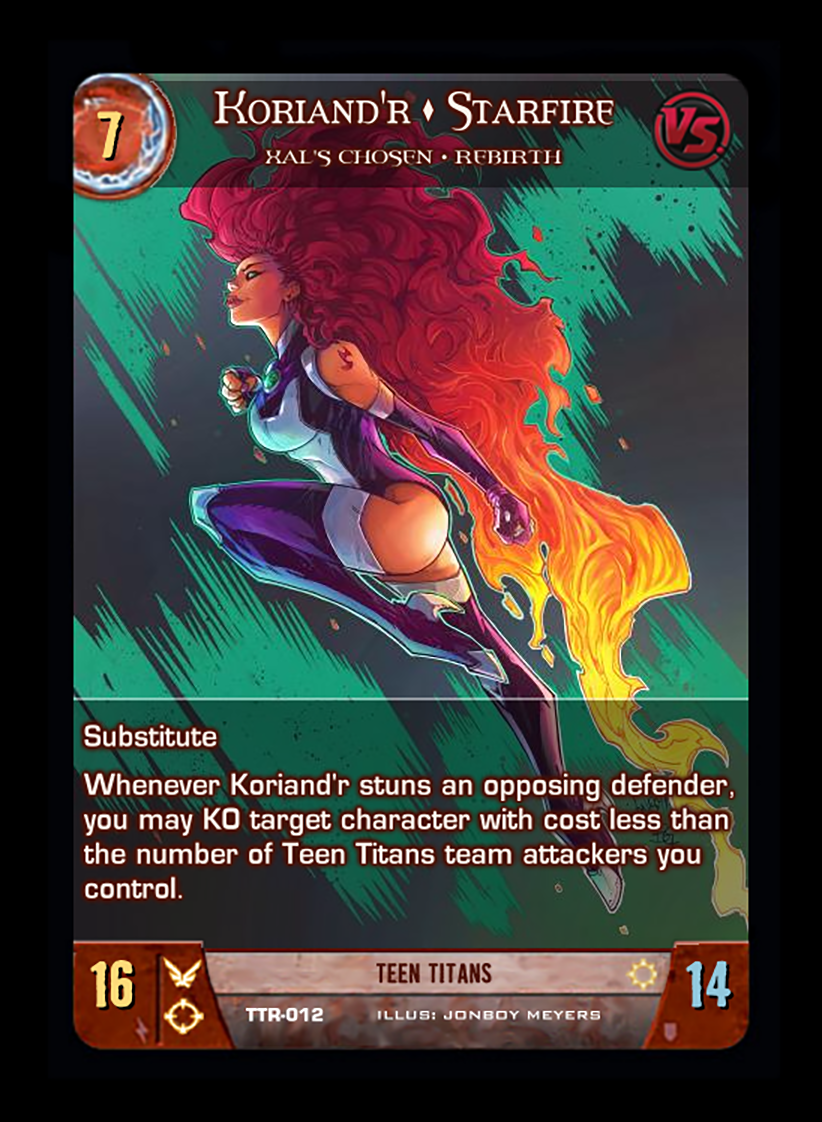 7
KORIAND'R ♦ STARFIRE
VS.
XAL'S CHOSEN • REBIRTH
Substitute
Whenever Koriand'r stuns an opposing defender,
you may KO target character with cost less than
the number of Teen Titans team attackers you
control.
16
TEEN TITANS
14
TTR-012
ILLUS: JONBOY MEYERS